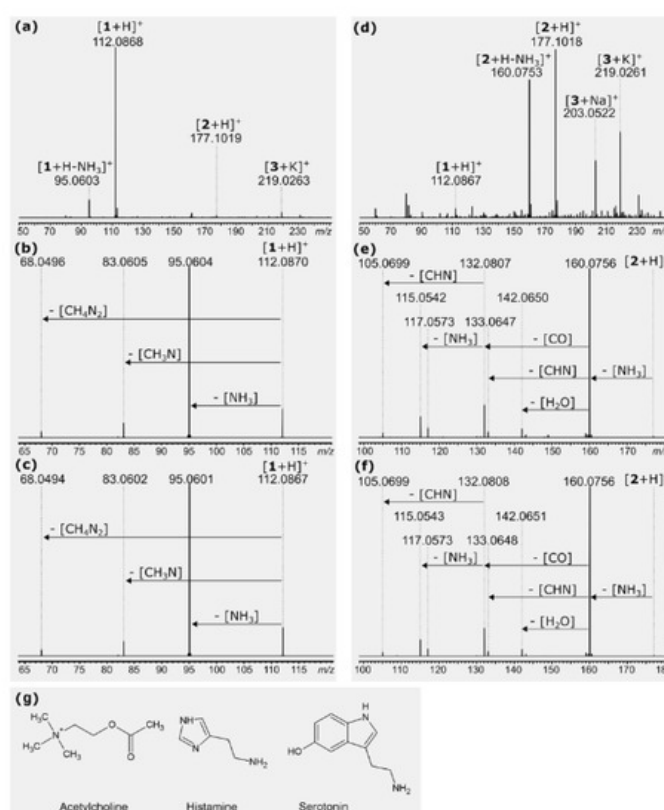 (a)
[1+H]+
112.0868
[2+H]+
177.1019
[1+H-NH3]+
95.0603
[3+K]+
219.0263
50 70 90 110 130 150 170 190 210 230 m/z
(d)
[2+H]+
177.1018
[2+H-NH3]+
160.0753
[3+K]+
219.0261
[3+Na]+
203.0522
[1+H]+
112.0867
50 70 90 110 130 150 170 190 210 230 m/z
(b)
[1+H]+
68.0496 83.0605 95.0604 112.0870
- [CH4N2]
- [CH3N]
- [NH3]
65 70 75 80 85 90 95 100 105 110 115 m/z
(e)
[2+H]
105.0699 132.0807 160.0756
- [CHN]
115.0542 142.0650
117.0573 133.0647
- [NH3] - [CO]
- [CHN] - [NH3]
- [H2O]
100 110 120 130 140 150 160 170
(c)
[1+H]+
68.0494 83.0602 95.0601 112.0867
- [CH4N2]
- [CH3N]
- [NH3]
65 70 75 80 85 90 95 100 105 110 115 m/z
(f)
[2+H]
105.0699 132.0808 160.0756
- [CHN]
115.0543 142.0651
117.0573 133.0648
- [NH3] - [CO]
- [CHN] - [NH3]
- [H2O]
100 110 120 130 140 150 160 170
(g)
H3C N+ H3C CH3 O CH3 O
NH N NH2
HO H N NH2
Acetylcholine Histamine Serotonin